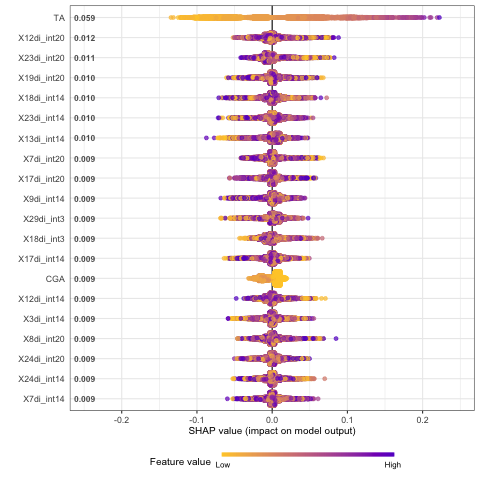 TA 0.059
X12di_int20 0.012
X23di_int20 0.011
X19di_int20 0.010
X18di_int14 0.010
X23di_int14 0.010
X13di_int14 0.010
X7di_int20 0.009
X17di_int20 0.009
X9di_int14 0.009
X29di_int3 0.009
X18di_int3 0.009
X17di_int14 0.009
CGA 0.009
X12di_int14 0.009
X3di_int14 0.009
X8di_int20 0.009
X24di_int20 0.009
X24di_int14 0.009
X7di_int14 0.009
-0.2 -0.1 0.0 0.1 0.2
SHAP value (impact on model output)
Feature value
Low High